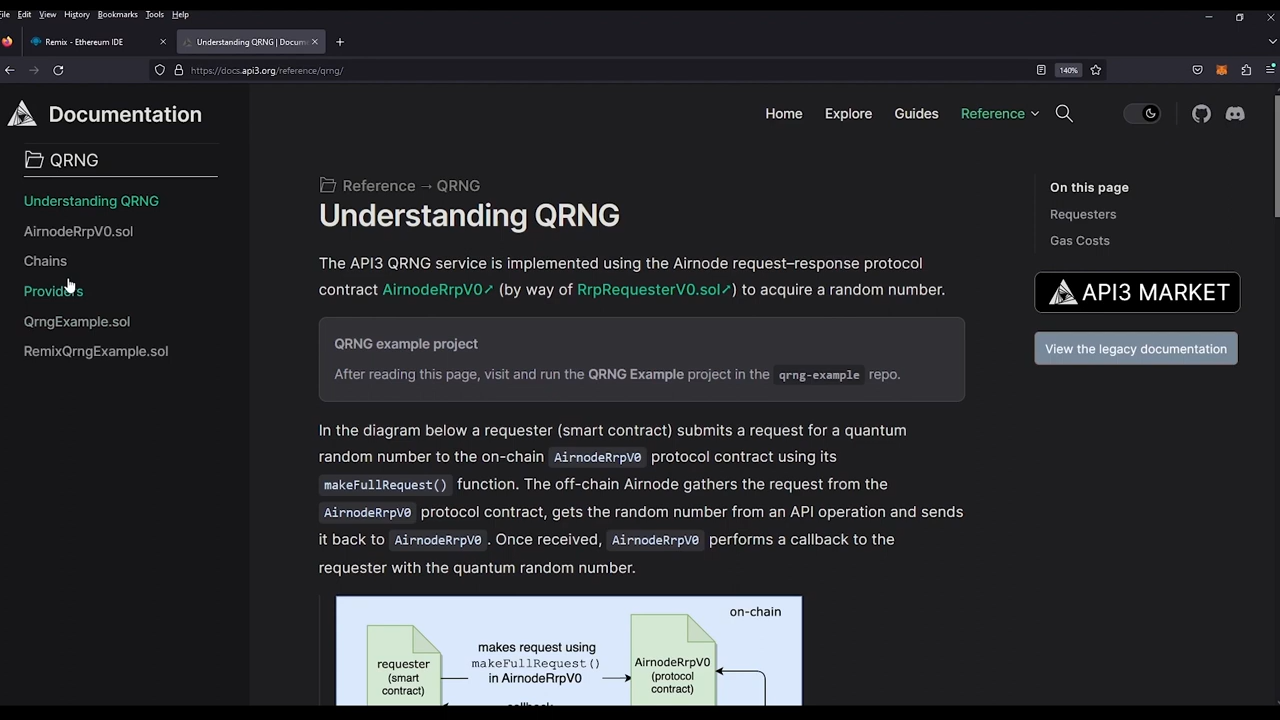 File Edit View History Bookmarks Tools Help
Remix - Ethereum IDE
Understanding QRNG | Docum
https://docs.api3.org/reference/qrng/
140%
Documentation
Home Explore Guides Reference
QRNG
Understanding QRNG
AirnodeRrpV0.sol
Chains
Providers
QrngExample.sol
RemixQrngExample.sol
Reference → QRNG
Understanding QRNG
The API3 QRNG service is implemented using the Airnode request–response protocol
contract AirnodeRrpV0↗ (by way of RrpRequesterV0.sol↗) to acquire a random number.
QRNG example project
After reading this page, visit and run the QRNG Example project in the qrng-example repo.
In the diagram below a requester (smart contract) submits a request for a quantum
random number to the on-chain AirnodeRrpV0 protocol contract using its
makeFullRequest() function. The off-chain Airnode gathers the request from the
AirnodeRrpV0 protocol contract, gets the random number from an API operation and sends
it back to AirnodeRrpV0. Once received, AirnodeRrpV0 performs a callback to the
requester with the quantum random number.
on-chain
requester
(smart
contract)
makes request using
makeFullRequest()
in AirnodeRrpV0
AirnodeRrpV0
(protocol
contract)
On this page
Requesters
Gas Costs
API3 MARKET
View the legacy documentation